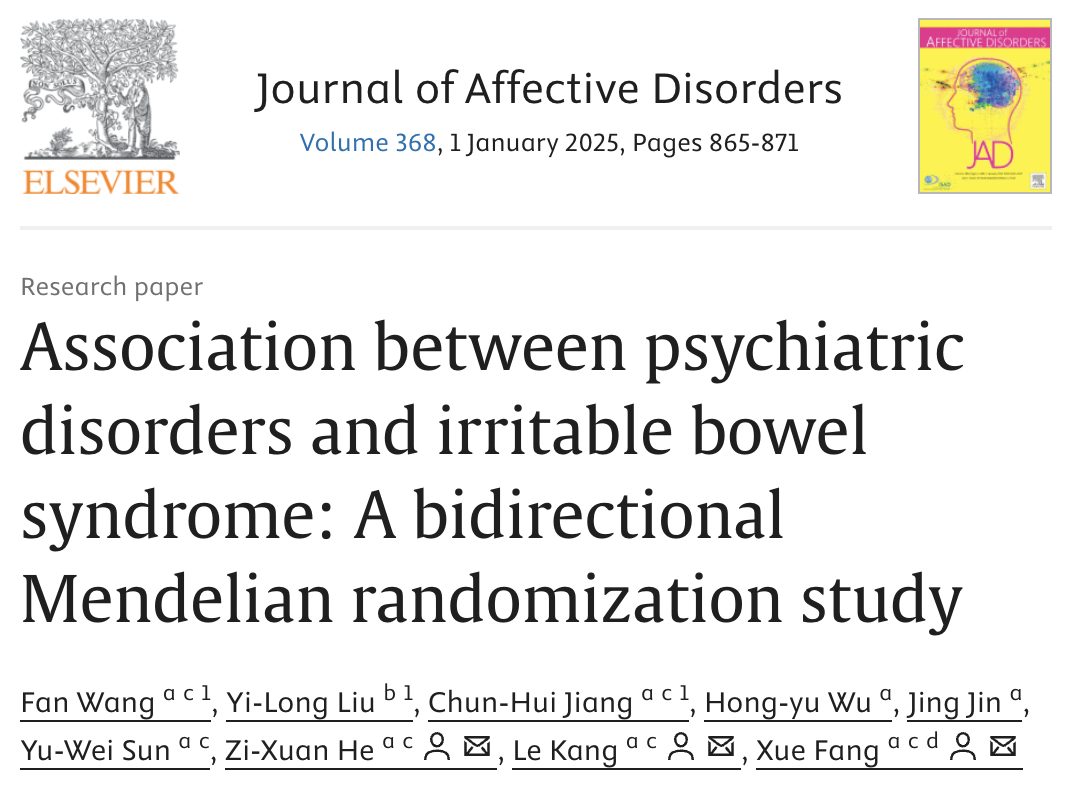 Journal of Affective Disorders
Volume 368, 1 January 2025, Pages 865-871
ELSEVIER
JOURNAL of
AFFECTIVE DISORDERS
JAD
Research paper
Association between psychiatric
disorders and irritable bowel
syndrome: A bidirectional
Mendelian randomization study
Fan Wang a c 1, Yi-Long Liu b 1, Chun-Hui Jiang a c 1, Hong-yu Wu a, Jing Jin a,
Yu-Wei Sun a c, Zi-Xuan He a c, Le Kang a c, Xue Fang a c d